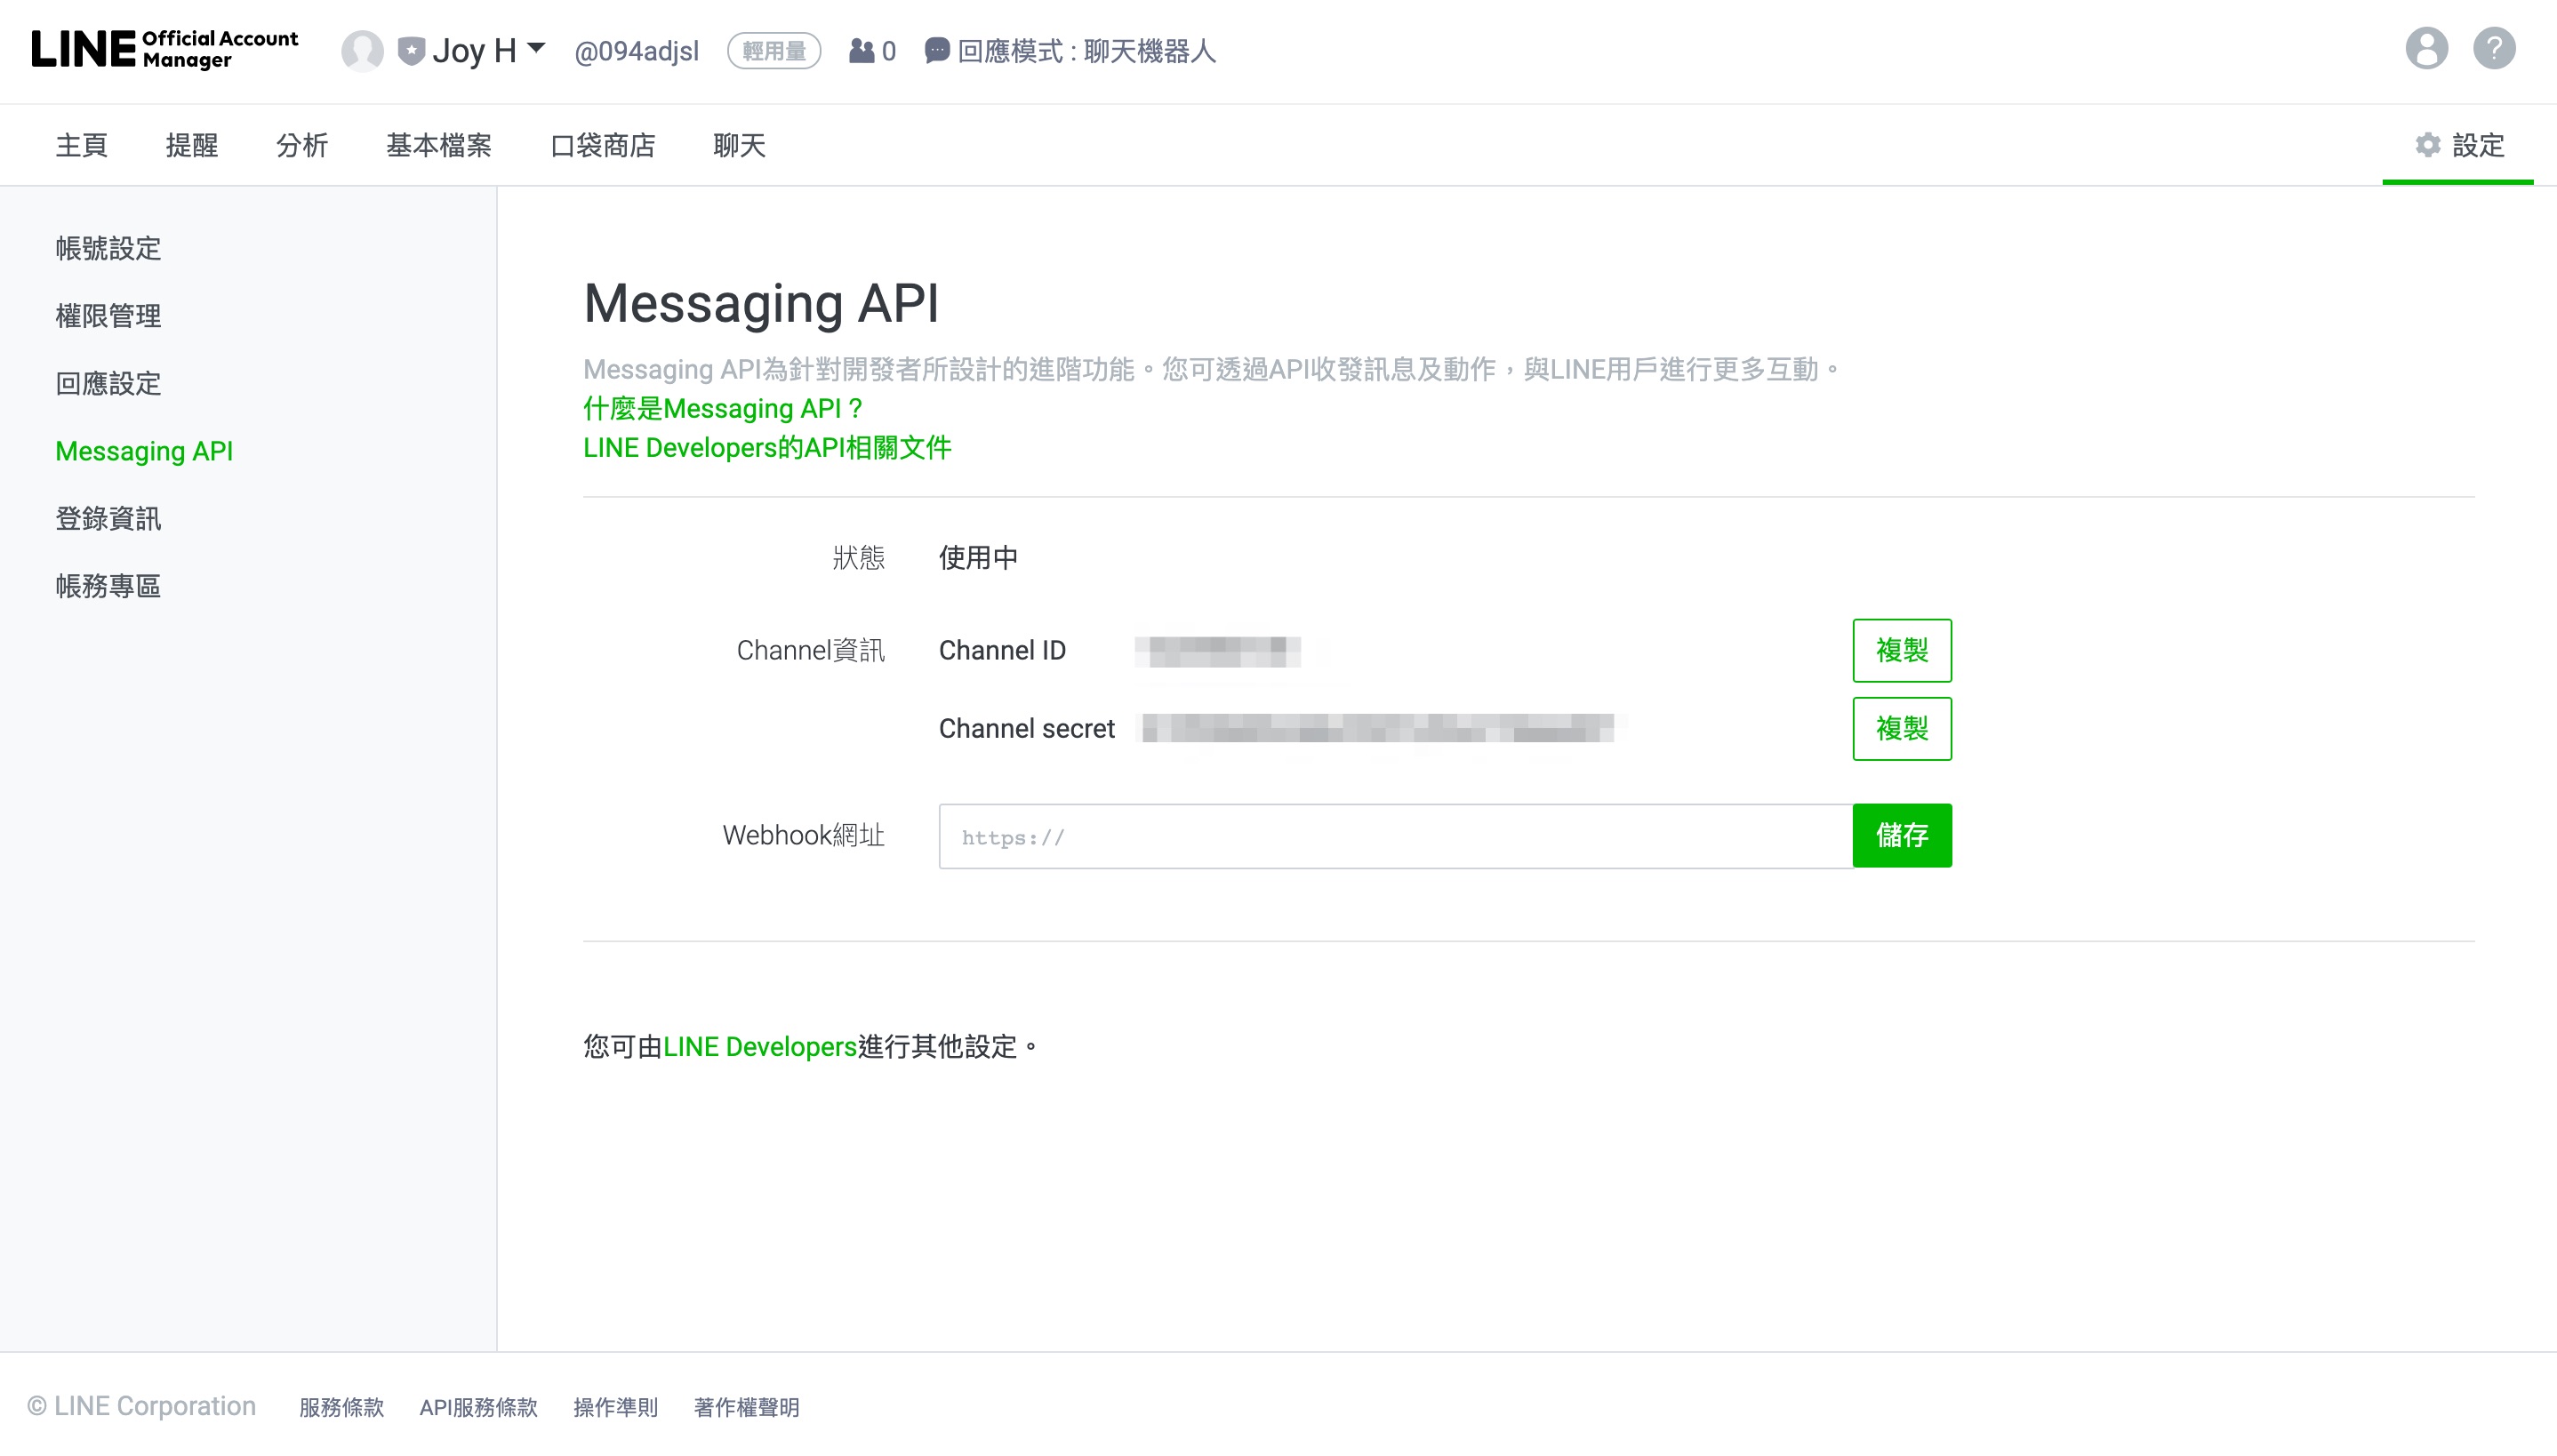 LINE Official Account Manager
Joy H @094adjsl 輕用量 0 回應模式 : 聊天機器人
主頁 提醒 分析 基本檔案 口袋商店 聊天 設定
帳號設定
權限管理
回應設定
Messaging API
登錄資訊
帳務專區
Messaging API
Messaging API為針對開發者所設計的進階功能。您可透過API收發訊息及動作，與LINE用戶進行更多互動。
什麼是Messaging API？
LINE Developers的API相關文件
狀態 使用中
Channel資訊 Channel ID 複製
Channel secret 複製
Webhook網址 https:// 儲存
您可由LINE Developers進行其他設定。
© LINE Corporation 服務條款 API服務條款 操作準則 著作權聲明